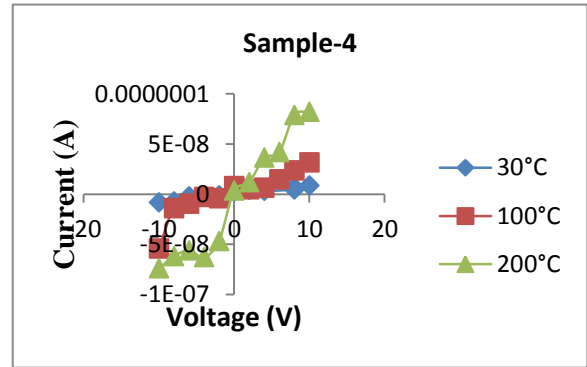 Sample-4
0.0000001
5E-08
0
-5E-08
-1E-07
20
-10
0
10
20
Current (A)
Voltage (V)
30°C
100°C
200°C